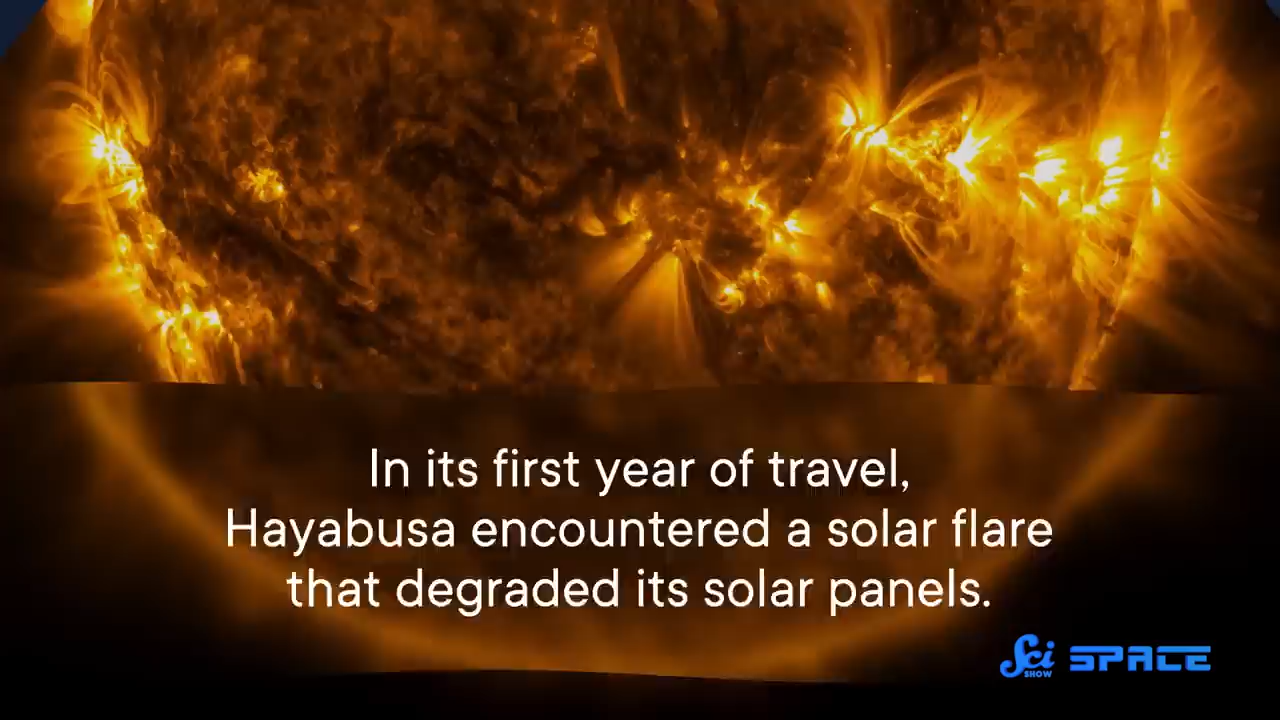 In its first year of travel,
Hayabusa encountered a solar flare
that degraded its solar panels.
Sci SHOW SPACE